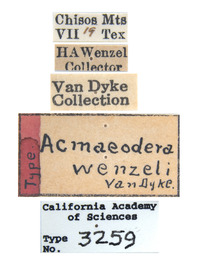 Chisos Mts
VII 19 Tex
HAWenzel
Collector
Van Dyke
Collection
Type
Acmaeodera
wenzeli
Van Dyke.
California Academy
of Sciences
Type
No. 3259